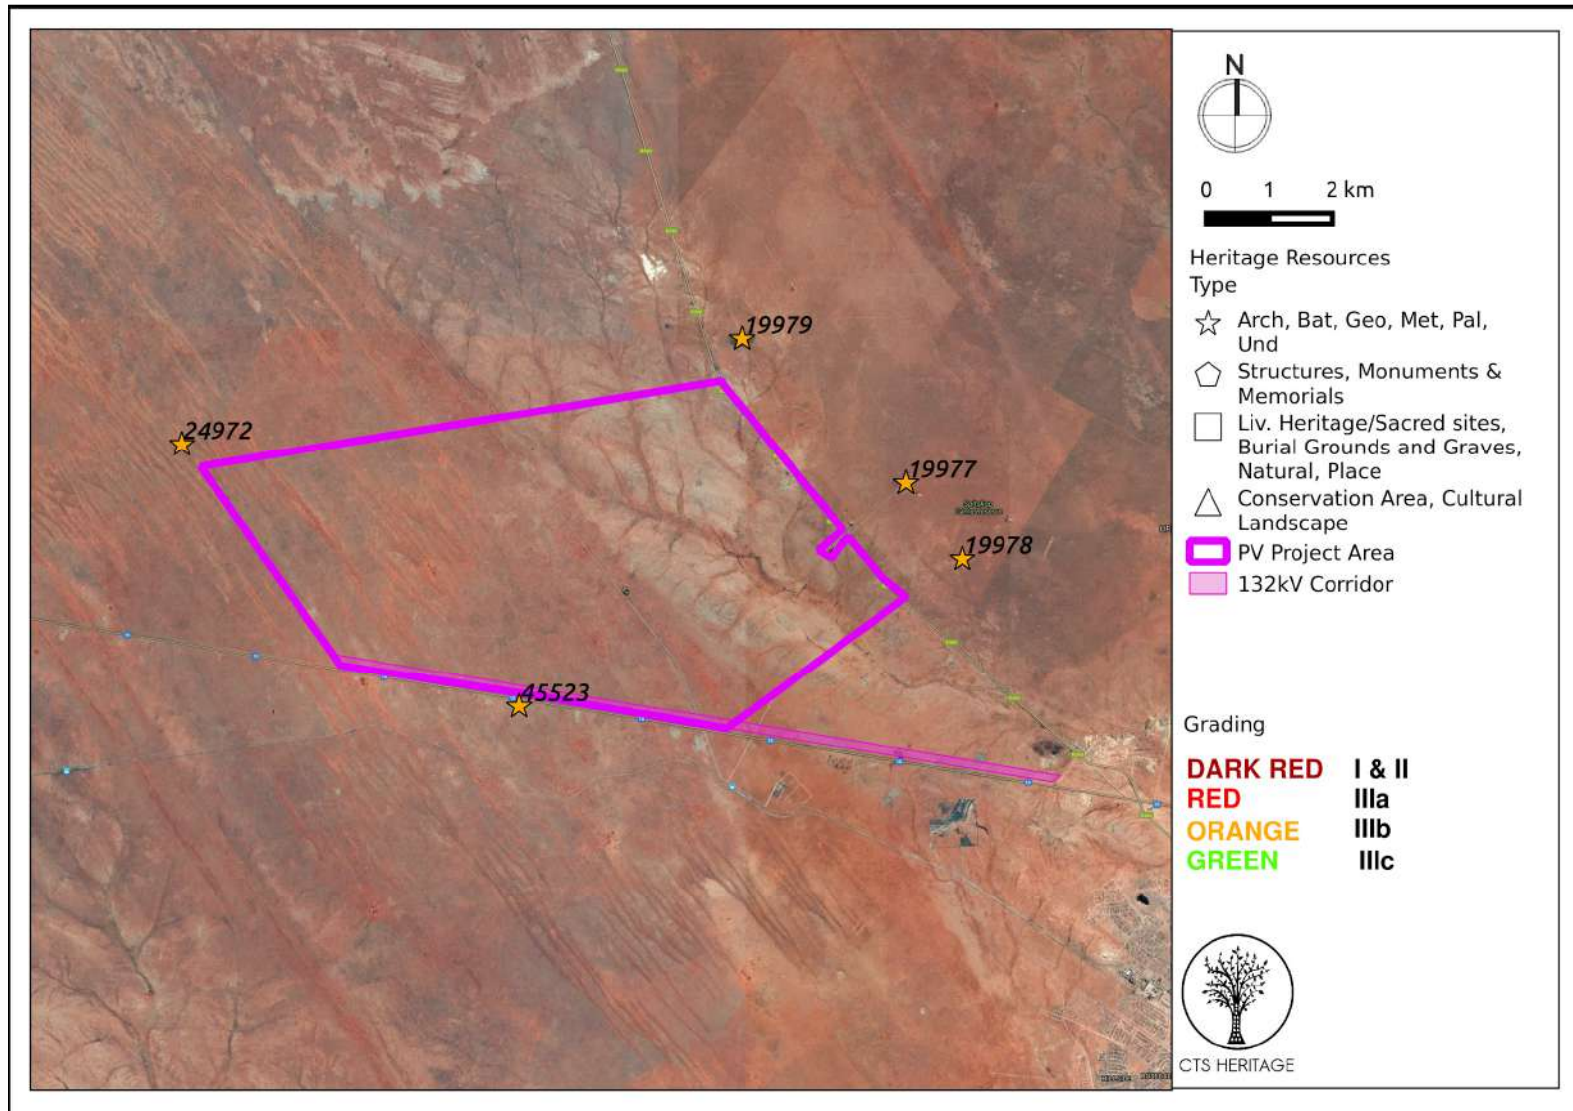 19979
24972
19977
19978
45523
N
0 1 2 km
Heritage Resources
Type
Arch, Bat, Geo, Met, Pal,
Und
Structures, Monuments &
Memorials
Liv. Heritage/Sacred sites,
Burial Grounds and Graves,
Natural, Place
Conservation Area, Cultural
Landscape
PV Project Area
132kV Corridor
Grading
DARK RED I & II
RED IIIa
ORANGE IIIb
GREEN IIIc
CTS HERITAGE